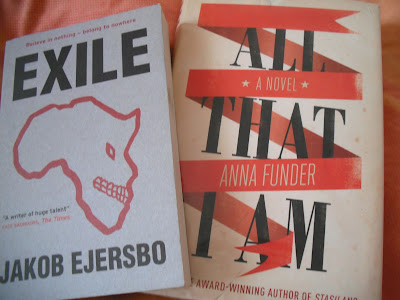 Believe in nothing – belong to nowhere
EXILE
"A writer of huge talent"
The Times
JAKOB EJERSBO
ALL
A NOVEL
THAT
ANNA FUNDER
I AM
AWARD-WINNING AUTHOR OF STASILAND